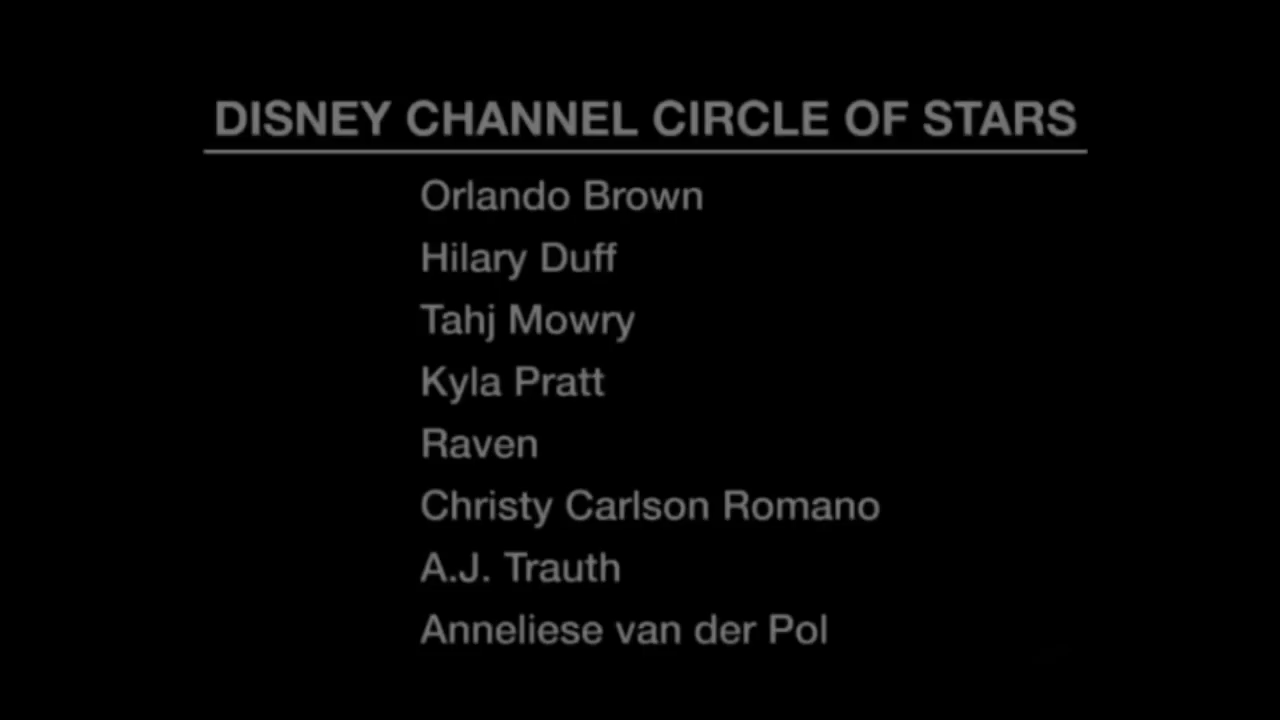 DISNEY CHANNEL CIRCLE OF STARS
Orlando Brown
Hilary Duff
Tahj Mowry
Kyla Pratt
Raven
Christy Carlson Romano
A.J. Trauth
Anneliese van der Pol